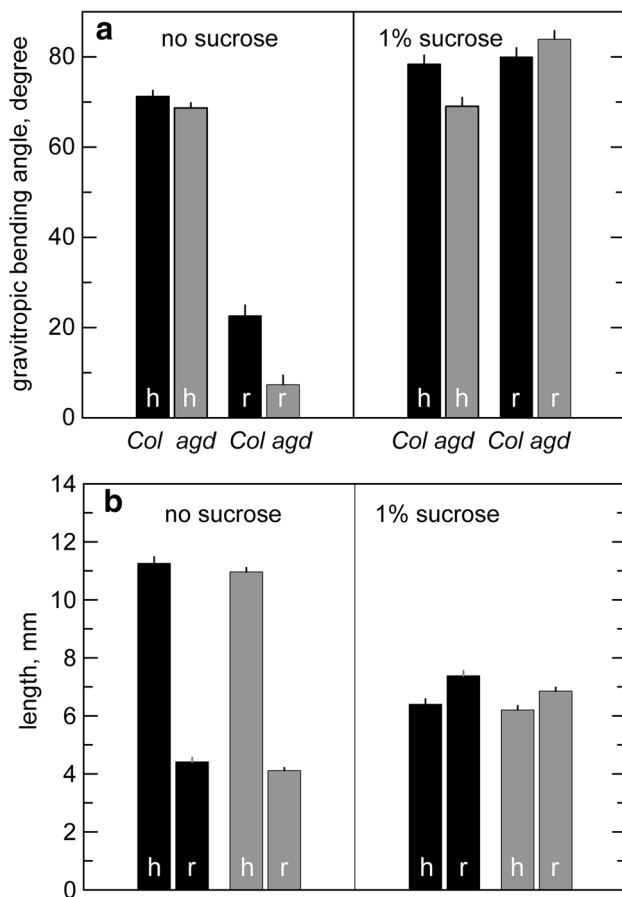 a
no sucrose
1% sucrose
gravitropic bending angle, degree
80
60
40
20
0
h h r r h h r r
Col agd Col agd Col agd Col agd
b
no sucrose
1% sucrose
length, mm
14
12
10
8
6
4
2
0
h r h r h r h r